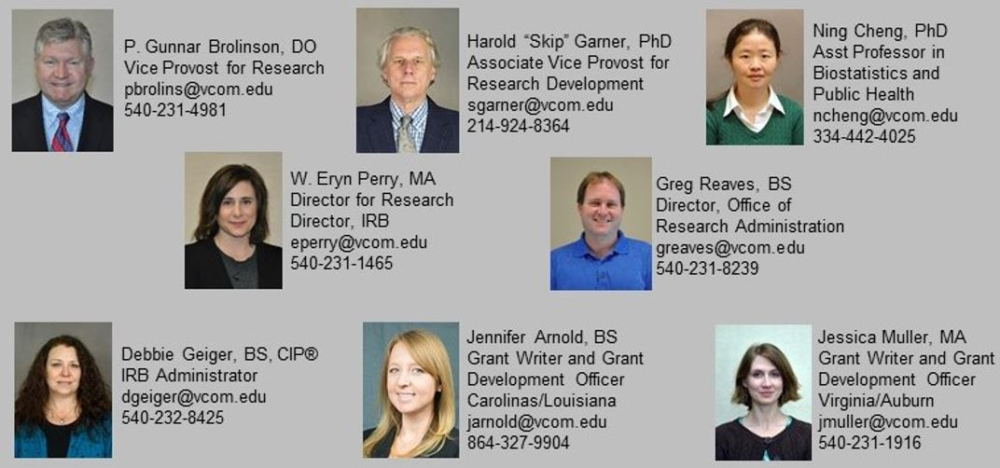 P. Gunnar Brolinson, DO
Vice Provost for Research
pbrolins@vcom.edu
540-231-4981
Harold “Skip” Garner, PhD
Associate Vice Provost for
Research Development
sgarner@vcom.edu
214-924-8364
Ning Cheng, PhD
Asst Professor in
Biostatistics and
Public Health
ncheng@vcom.edu
334-442-4025
W. Eryn Perry, MA
Director for Research
Director, IRB
eperry@vcom.edu
540-231-1465
Greg Reaves, BS
Director, Office of
Research Administration
greaves@vcom.edu
540-231-8239
Debbie Geiger, BS, CIP®
IRB Administrator
dgeiger@vcom.edu
540-232-8425
Jennifer Arnold, BS
Grant Writer and Grant
Development Officer
Carolinas/Louisiana
jarnold@vcom.edu
864-327-9904
Jessica Muller, MA
Grant Writer and Grant
Development Officer
Virginia/Auburn
jmuller@vcom.edu
540-231-1916